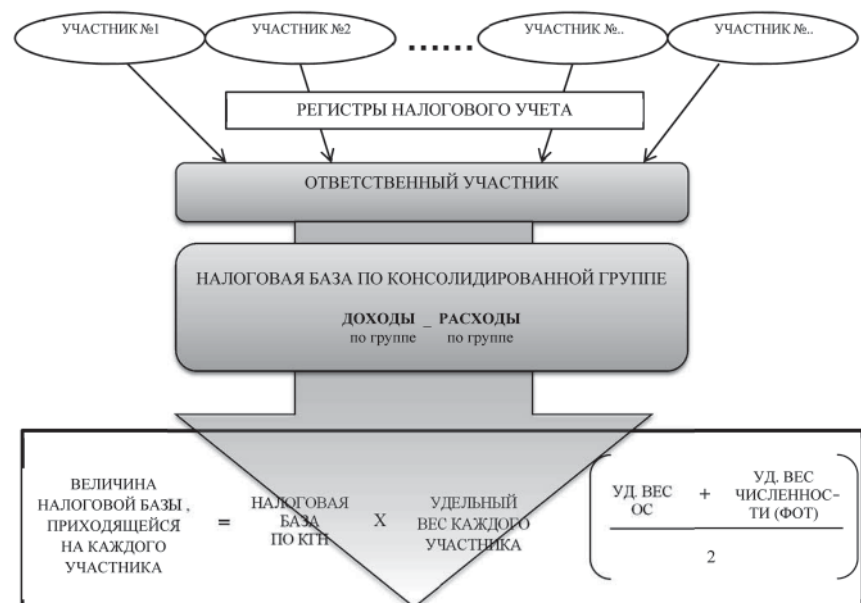 УЧАСТНИК №1
УЧАСТНИК №2
......
УЧАСТНИК №..
УЧАСТНИК №..
РЕГИСТРЫ НАЛОГОВОГО УЧЕТА
ОТВЕТСТВЕННЫЙ УЧАСТНИК
НАЛОГОВАЯ БАЗА ПО КОНСОЛИДИРОВАННОЙ ГРУППЕ
ДОХОДЫ – РАСХОДЫ
по группе по группе
ВЕЛИЧИНА
НАЛОГОВОЙ БАЗЫ ,
ПРИХОДЯЩЕЙСЯ
НА КАЖДОГО
УЧАСТНИКА
=
НАЛОГОВАЯ
БАЗА
ПО КГН
X
УДЕЛЬНЫЙ
ВЕС КАЖДОГО
УЧАСТНИКА
УД. ВЕС
ОС
+
УД. ВЕС
ЧИСЛЕННОС-
ТИ (ФОТ)
2